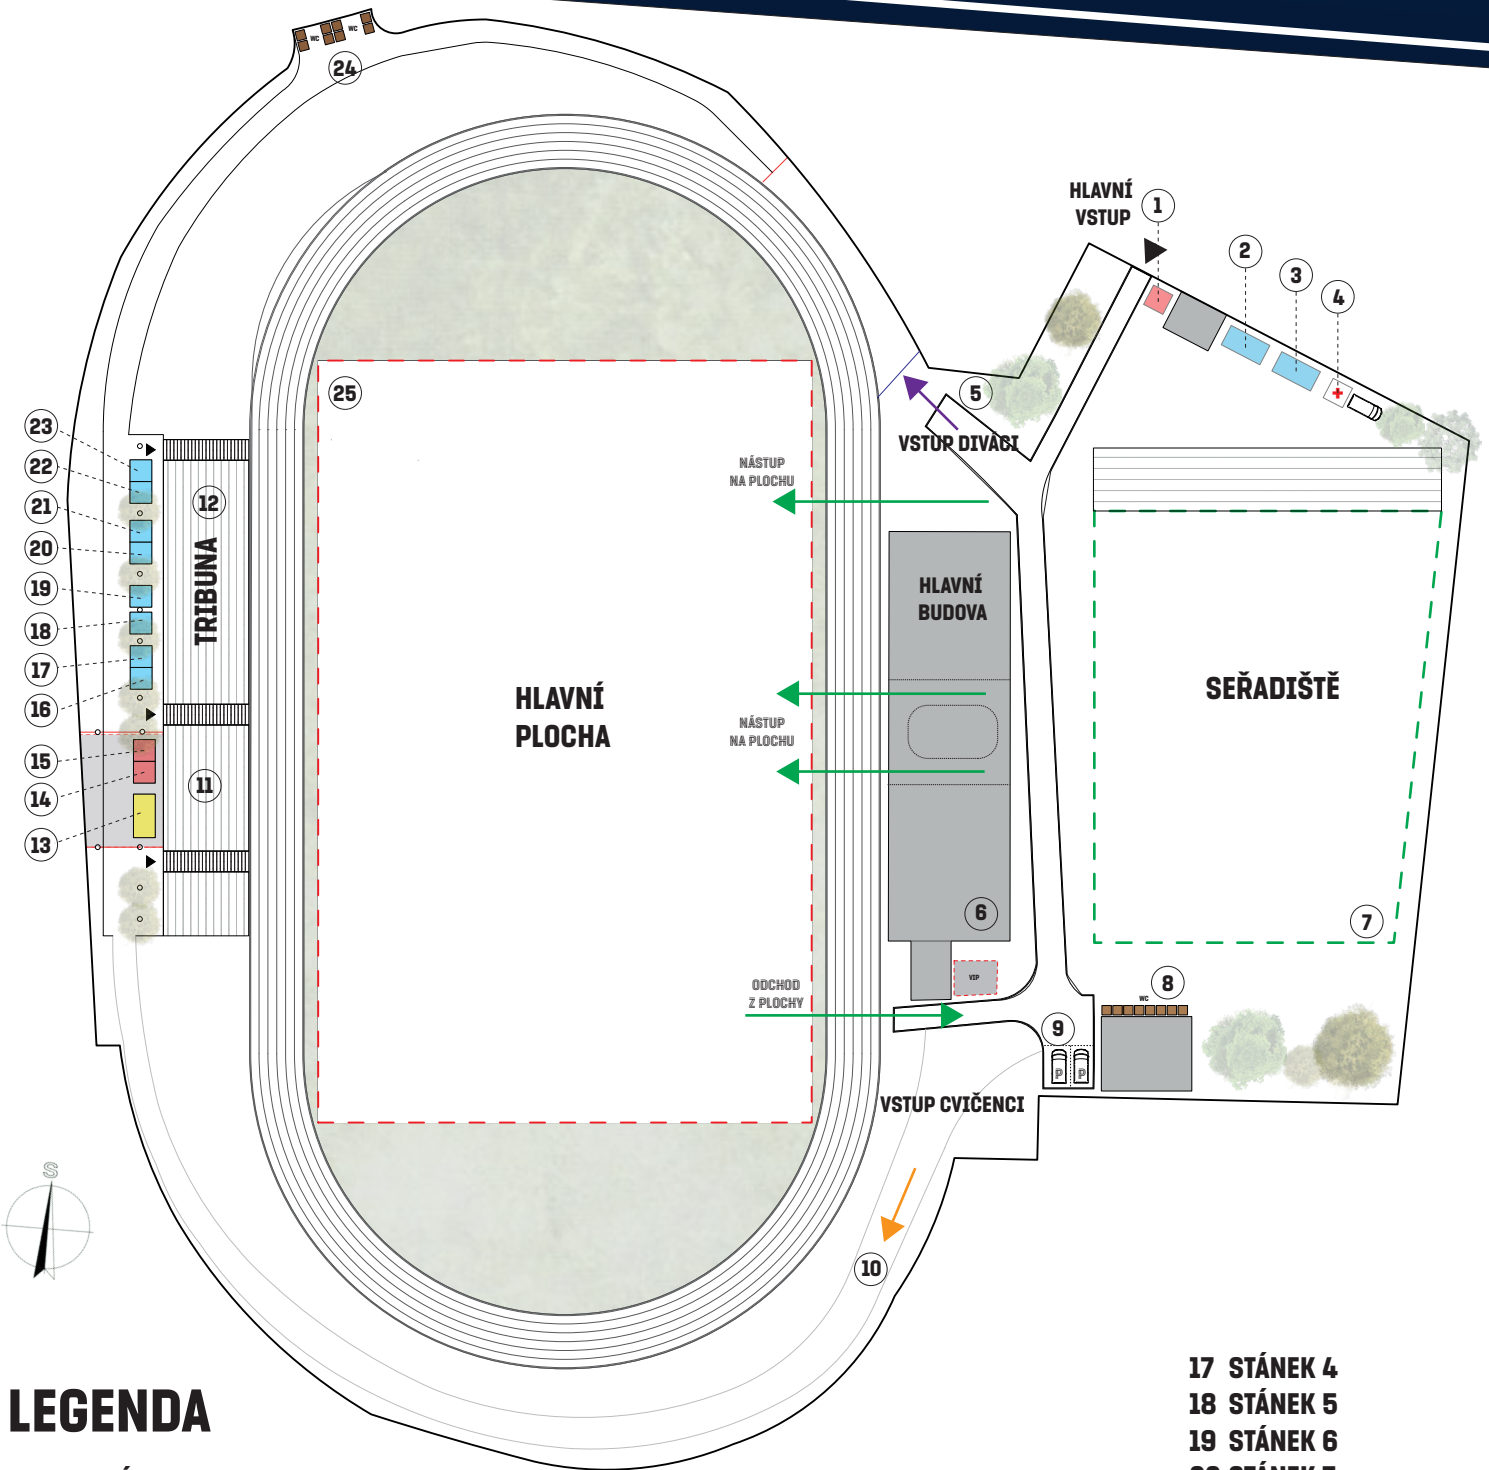 WC
WC
24
HLAVNÍ
VSTUP
1
2
3
4
25
5
VSTUP DIVÁCI
NÁSTUP
NA PLOCHU
23
22
21
20
19
18
17
16
15
14
13
12
TRIBUNA
11
HLAVNÍ
BUDOVA
HLAVNÍ
PLOCHA
NÁSTUP
NA PLOCHU
SEŘADIŠTĚ
6
7
VIP
ODCHOD
Z PLOCHY
8
WC
9
P
P
VSTUP CVIČENCI
10
S
LEGENDA
17 STÁNEK 4
18 STÁNEK 5
19 STÁNEK 6